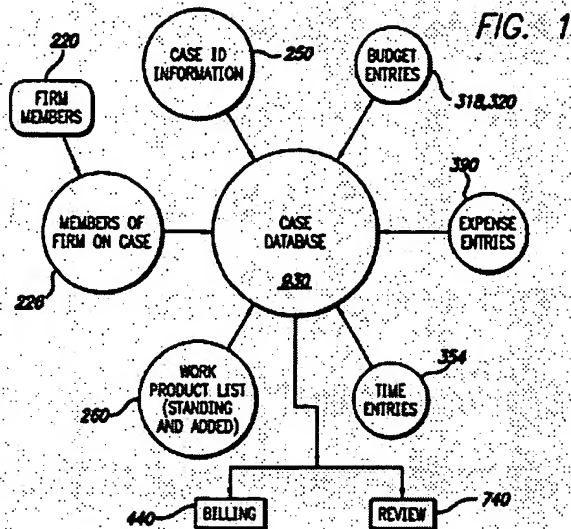 FIG. 1
220
FIRM
MEMBERS
CASE ID
INFORMATION
250
BUDGET
ENTRIES
318,320
MEMBERS OF
FIRM ON CASE
226
CASE
DATABASE
930
390
EXPENSE
ENTRIES
WORK
PRODUCT LIST
(STANDING
AND ADDED)
260
354
TIME
ENTRIES
440
BILLING
REVIEW
740